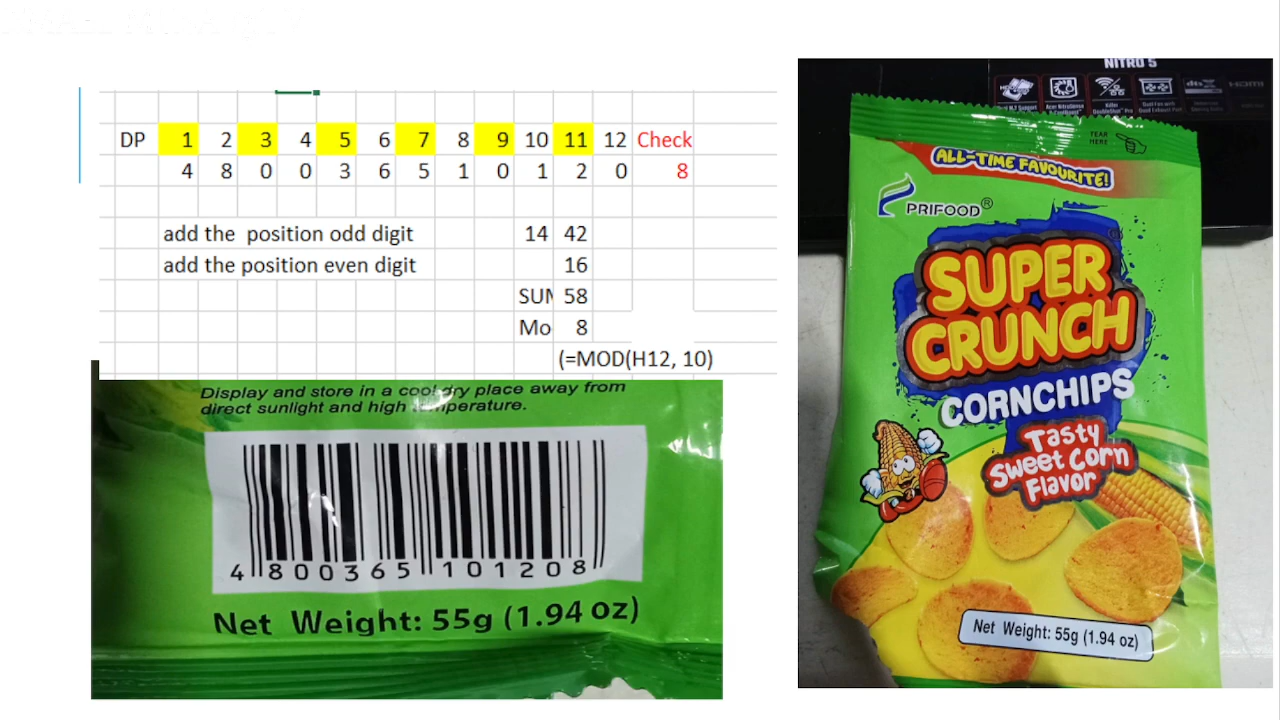 DP 1 2 3 4 5 6 7 8 9 10 11 12 Check
4 8 0 0 3 6 5 1 0 1 2 0 8
add the position odd digit 14 42
add the position even digit 16
SUM 58
Mo 8
(=MOD(H12, 10)
Display and store in a cool dry place away from
direct sunlight and high temperature.
4 800365 101208
Net Weight: 55g (1.94 oz)
NITRO 5
TEAR
HERE
ALL-TIME FAVOURITE!
PRIFOOD®
SUPER
CRUNCH
CORNCHIPS
Tasty
Sweet Corn
Flavor
Net Weight: 55g (1.94 oz)